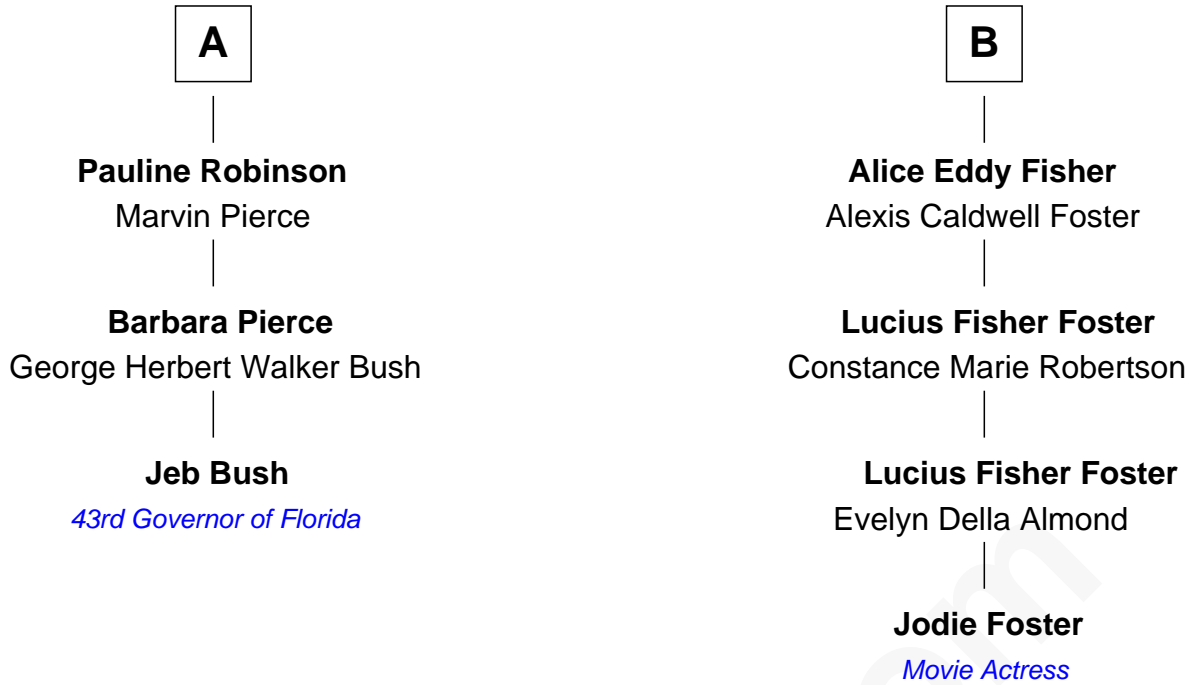 A
Pauline Robinson
Marvin Pierce
Barbara Pierce
George Herbert Walker Bush
Jeb Bush
43rd Governor of Florida
B
Alice Eddy Fisher
Alexis Caldwell Foster
Lucius Fisher Foster
Constance Marie Robertson
Lucius Fisher Foster
Evelyn Della Almond
Jodie Foster
Movie Actress